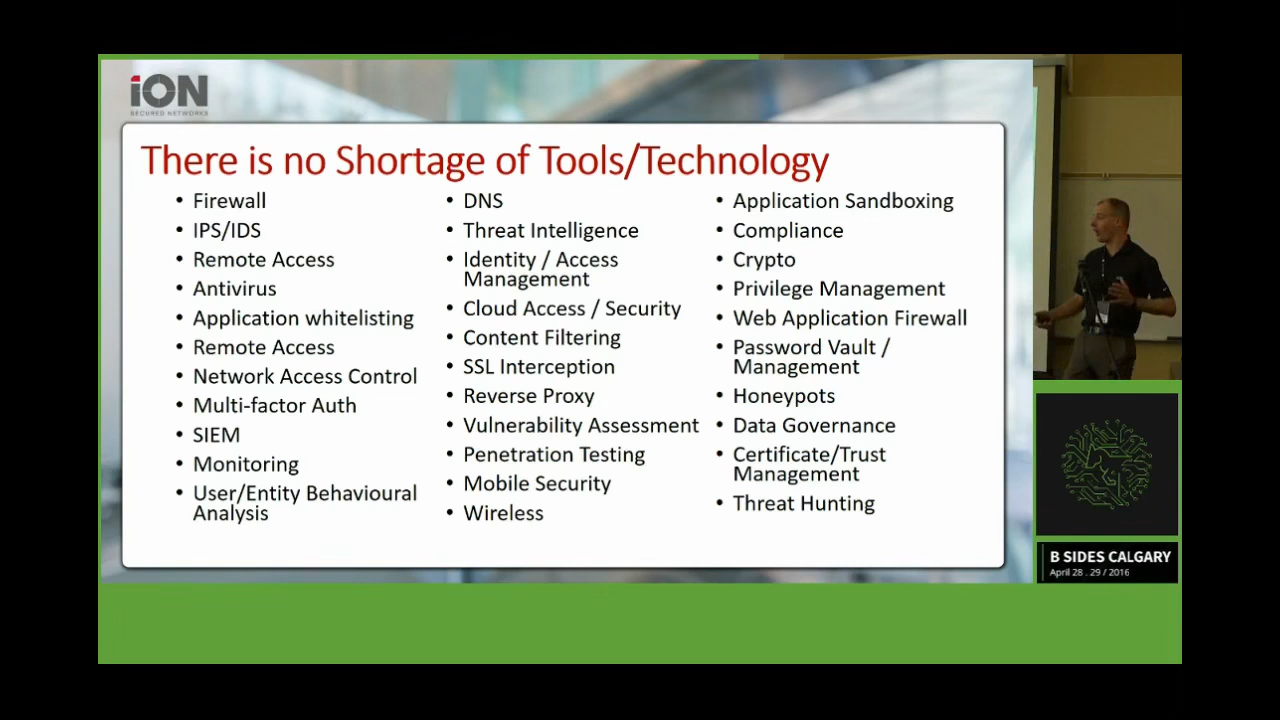 iON
SECURED NETWORKS
There is no Shortage of Tools/Technology
• Firewall
• IPS/IDS
• Remote Access
• Antivirus
• Application whitelisting
• Remote Access
• Network Access Control
• Multi-factor Auth
• SIEM
• Monitoring
• User/Entity Behavioural
Analysis
• DNS
• Threat Intelligence
• Identity / Access
Management
• Cloud Access / Security
• Content Filtering
• SSL Interception
• Reverse Proxy
• Vulnerability Assessment
• Penetration Testing
• Mobile Security
• Wireless
• Application Sandboxing
• Compliance
• Crypto
• Privilege Management
• Web Application Firewall
• Password Vault /
Management
• Honeypots
• Data Governance
• Certificate/Trust
Management
• Threat Hunting
B SIDES CALGARY
April 28 . 29 / 2016